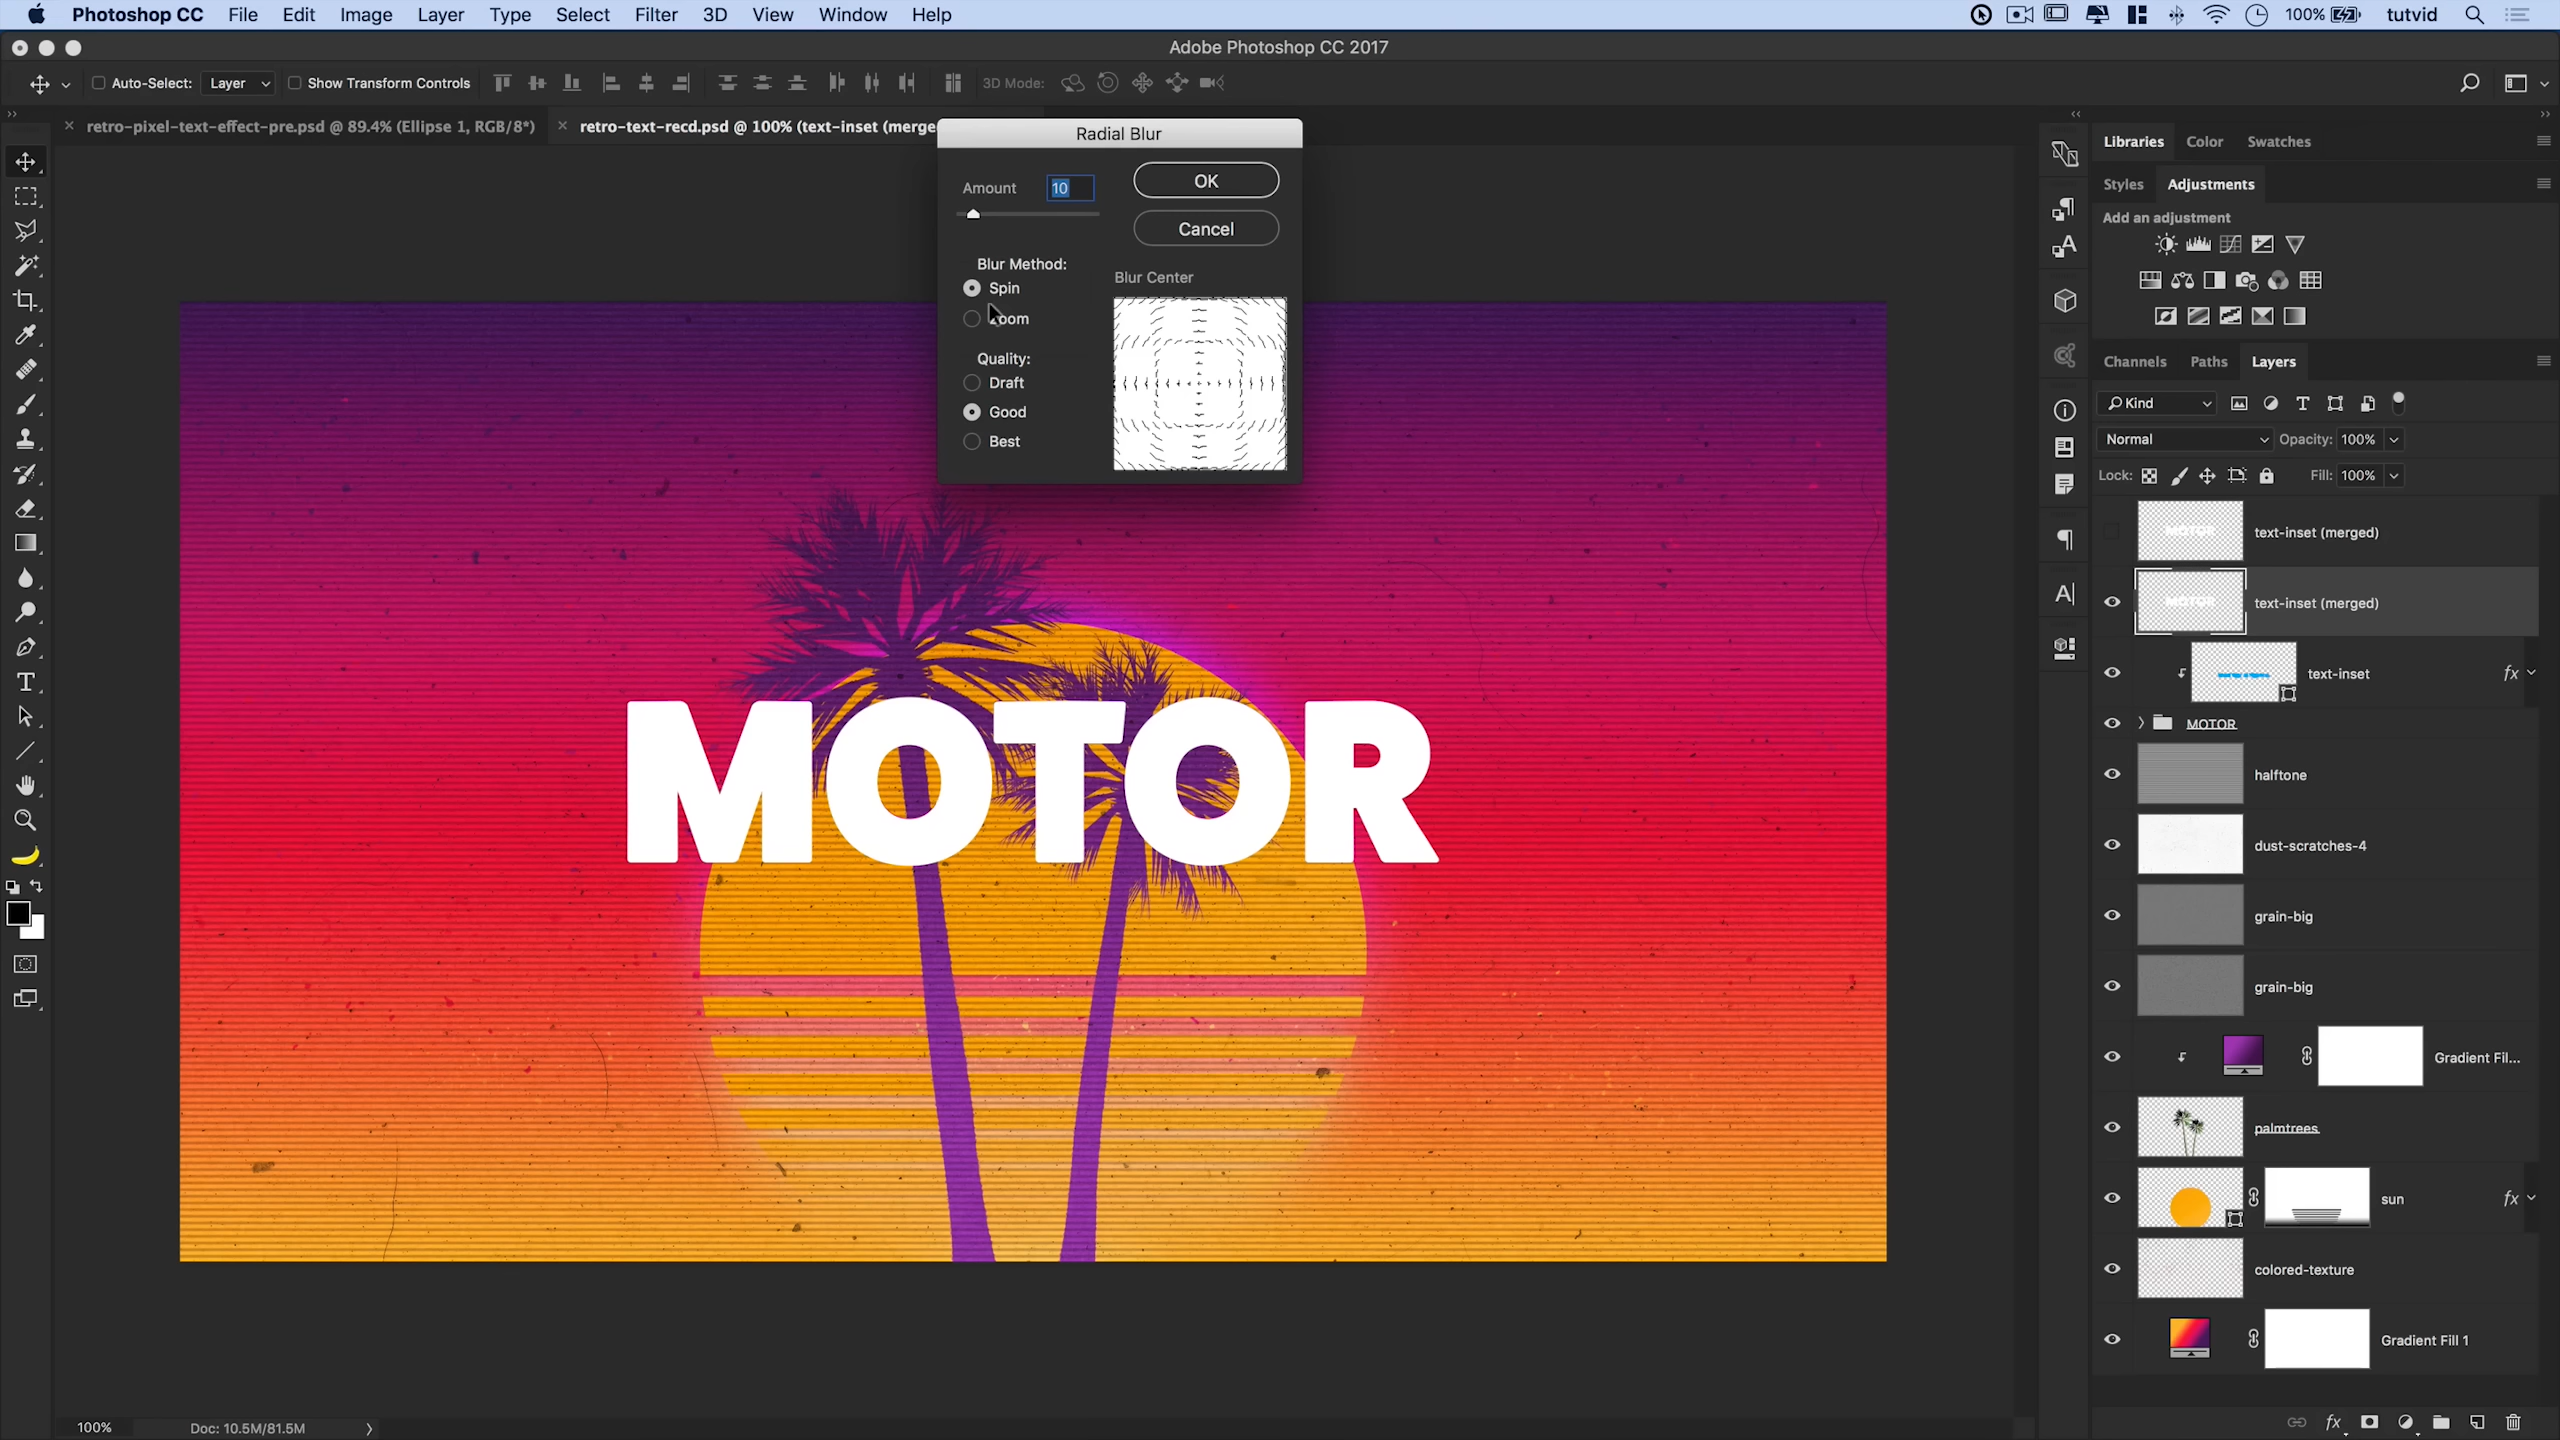 Photoshop CC File Edit Image Layer Type Select Filter 3D View Window Help 100% tutvid
Adobe Photoshop CC 2017
Auto-Select: Layer Show Transform Controls 3D Mode:
retro-pixel-text-effect-pre.psd @ 89.4% (Ellipse 1, RGB/8*) retro-text-recd.psd @ 100% (text-inset (merge
Radial Blur
Amount 10 OK
Cancel
Blur Method:
Spin
Zoom
Quality:
Draft
Good
Best
Blur Center
MOTOR
Libraries Color Swatches
Styles Adjustments
Add an adjustment
Channels Paths Layers
Kind
Normal Opacity: 100%
Lock: Fill: 100%
text-inset (merged)
text-inset (merged)
text-inset fx
MOTOR
halftone
dust-scratches-4
grain-big
grain-big
Gradient Fil...
palmtrees
sun fx
colored-texture
Gradient Fill 1
fx
100% Doc: 10.5M/81.5M